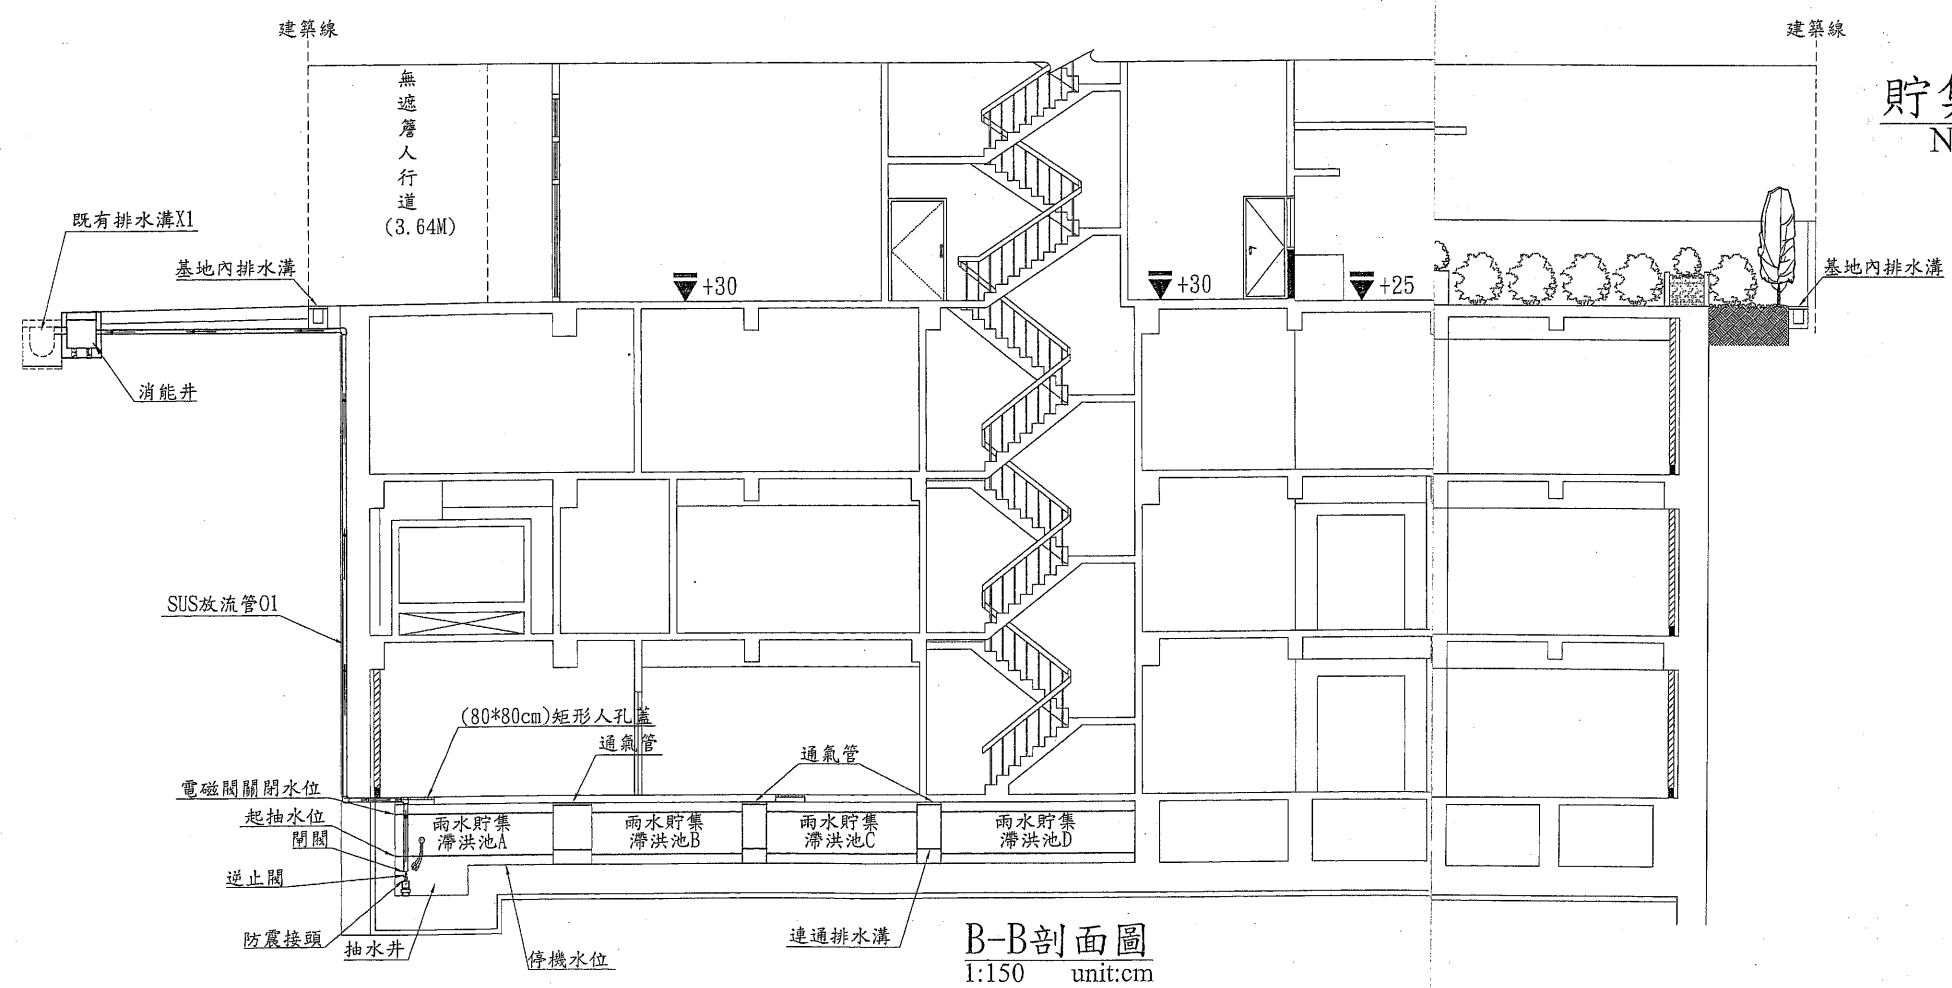 建築線
建築線
無遮簷人行道
(3.64M)
貯集
N
既有排水溝X1
基地內排水溝
基地內排水溝
+30
+30
+25
消能井
SUS放流管01
(80*80cm)矩形人孔蓋
通氣管
通氣管
電磁閥關閉水位
起抽水位
閘閥
逆止閥
防震接頭
抽水井
停機水位
雨水貯集
滯洪池A
雨水貯集
滯洪池B
雨水貯集
滯洪池C
雨水貯集
滯洪池D
連通排水溝
B-B剖面圖
1:150 unit:cm